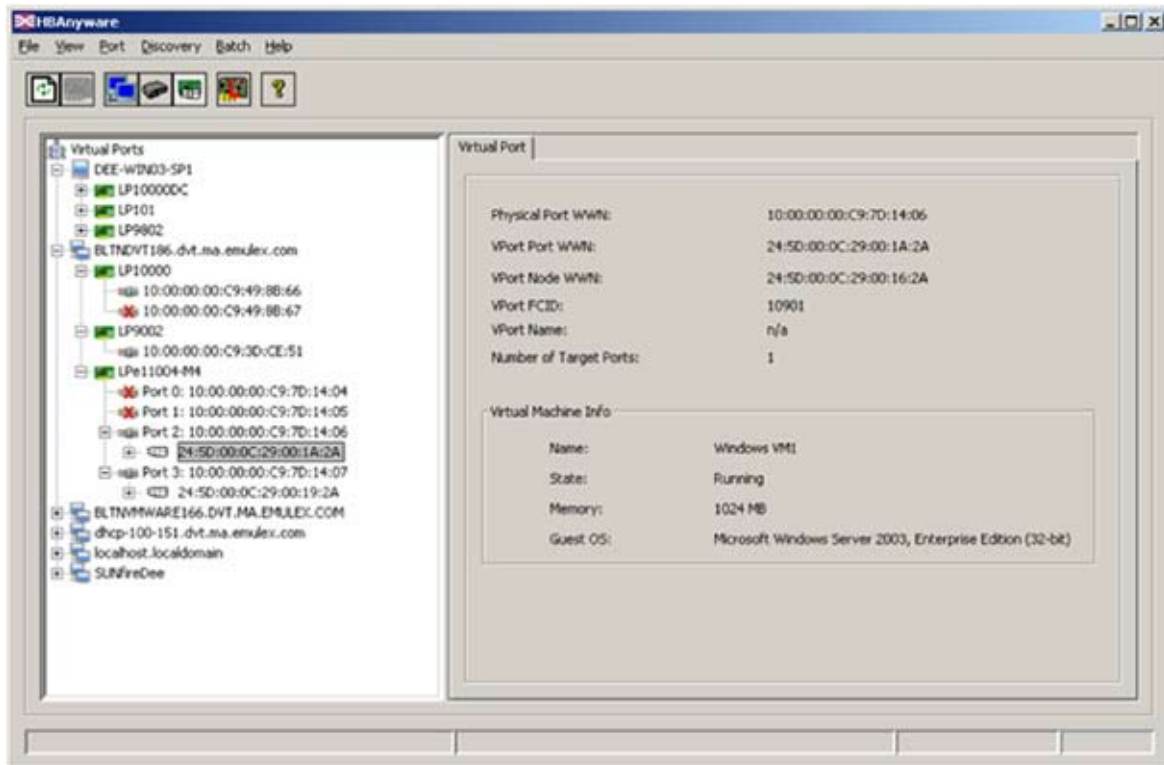 HBAnyware
File View Port Discovery Batch Help
Virtual Ports
DEE-WIN03-SP1
LP10000DC
LP101
LP9802
BLTNDVT186.dvt.ma.emulex.com
LP10000
10:00:00:00:C9:49:8B:66
10:00:00:00:C9:49:8B:67
LP9002
10:00:00:00:C9:3D:CE:51
LPe11004-M4
Port 0: 10:00:00:00:C9:7D:14:04
Port 1: 10:00:00:00:C9:7D:14:05
Port 2: 10:00:00:00:C9:7D:14:06
24:5D:00:0C:29:00:1A:2A
Port 3: 10:00:00:00:C9:7D:14:07
24:5D:00:0C:29:00:19:2A
BLTNVMWARE166.DVT.MA.EMULEX.COM
dhcp-100-151.dvt.ma.emulex.com
localhost.localdomain
SUNfireDee
Virtual Port
Physical Port WWN: 10:00:00:00:C9:7D:14:06
VPort Port WWN: 24:5D:00:0C:29:00:1A:2A
VPort Node WWN: 24:5D:00:0C:29:00:16:2A
VPort FCID: 10901
VPort Name: n/a
Number of Target Ports: 1
Virtual Machine Info
Name: Windows VM1
State: Running
Memory: 1024 MB
Guest OS: Microsoft Windows Server 2003, Enterprise Edition (32-bit)